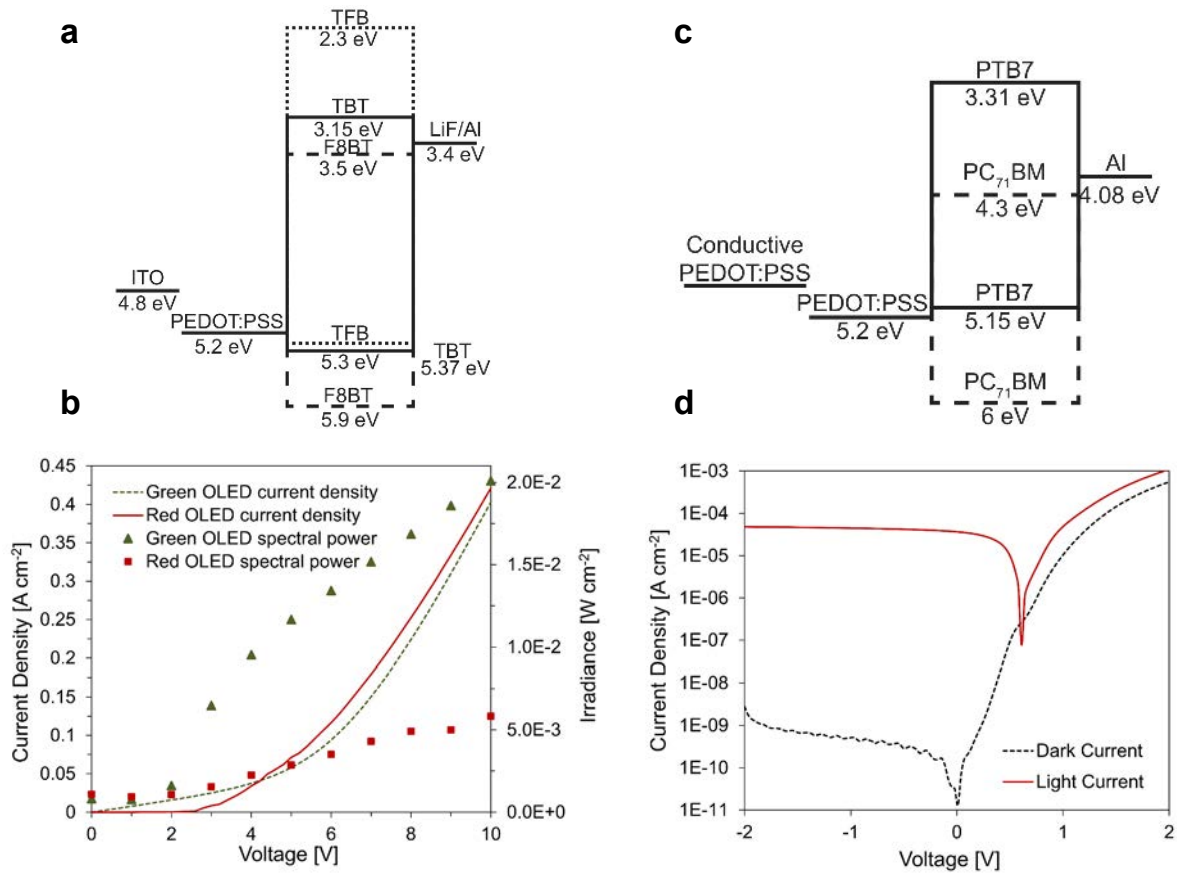 a
TFB
2.3 eV
TBT
3.15 eV
F8BT
3.5 eV
LiF/Al
3.4 eV
ITO
4.8 eV
PEDOT:PSS
5.2 eV
TFB
5.3 eV
TBT
5.37 eV
F8BT
5.9 eV
c
PTB7
3.31 eV
PC₇₁BM
4.3 eV
Al
4.08 eV
Conductive
PEDOT:PSS
PEDOT:PSS
5.2 eV
PTB7
5.15 eV
PC₇₁BM
6 eV
b
Current Density [A cm⁻²]
0.45
0.4
0.35
0.3
0.25
0.2
0.15
0.1
0.05
0
Green OLED current density
Red OLED current density
Green OLED spectral power
Red OLED spectral power
2.0E-2
1.5E-2
1.0E-2
5.0E-3
0.0E+0
Irradiance [W cm⁻²]
0 2 4 6 8 10
Voltage [V]
d
Current Density [A cm⁻²]
1E-03
1E-04
1E-05
1E-06
1E-07
1E-08
1E-09
1E-10
1E-11
Dark Current
Light Current
-2 -1 0 1 2
Voltage [V]